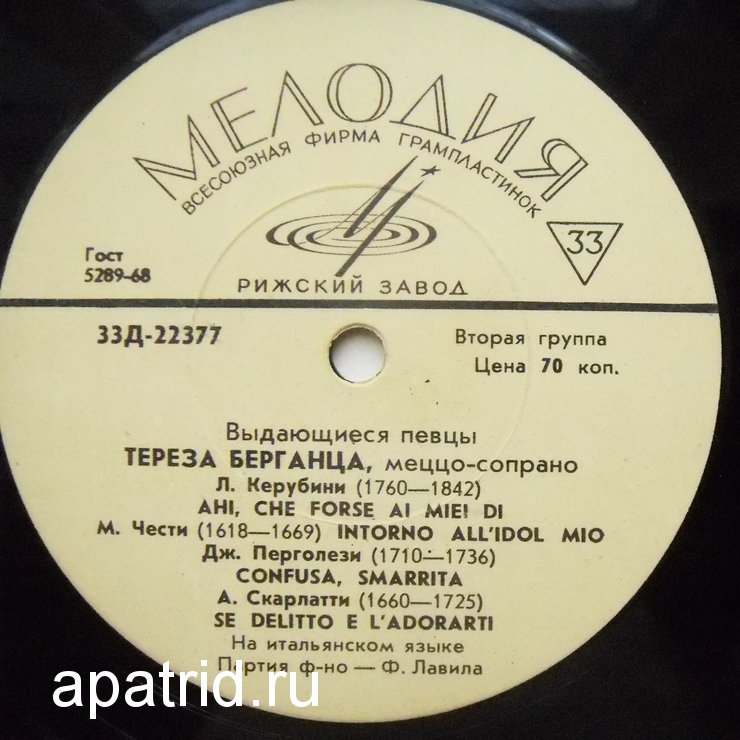 МЕЛОДИЯ
ВСЕСОЮЗНАЯ ФИРМА ГРАМПЛАСТИНОК
33
Гост
5289-68
РИЖСКИЙ ЗАВОД
33Д-22377
Вторая группа
Цена 70 коп.
Выдающиеся певцы
ТЕРЕЗА БЕРГАНЦА, меццо-сопрано
Л. Керубини (1760—1842)
AHI, CHE FORSE AI MIEI DI
М. Чести (1618—1669) INTORNO ALL'IDOL MIO
Дж. Перголези (1710—1736)
CONFUSA, SMARRITA
А. Скарлатти (1660—1725)
SE DELITTO E L'ADORARTI
На итальянском языке
Партия ф-но — Ф. Лавила
apatrid.ru